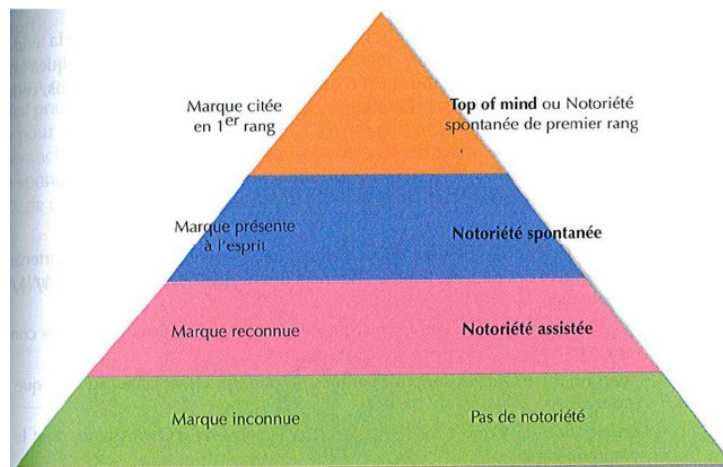 Marque citée
en 1er rang
Top of mind ou Notoriété
spontanée de premier rang
Marque présente
à l'esprit
Notoriété spontanée
Marque reconnue
Notoriété assistée
Marque inconnue
Pas de notoriété